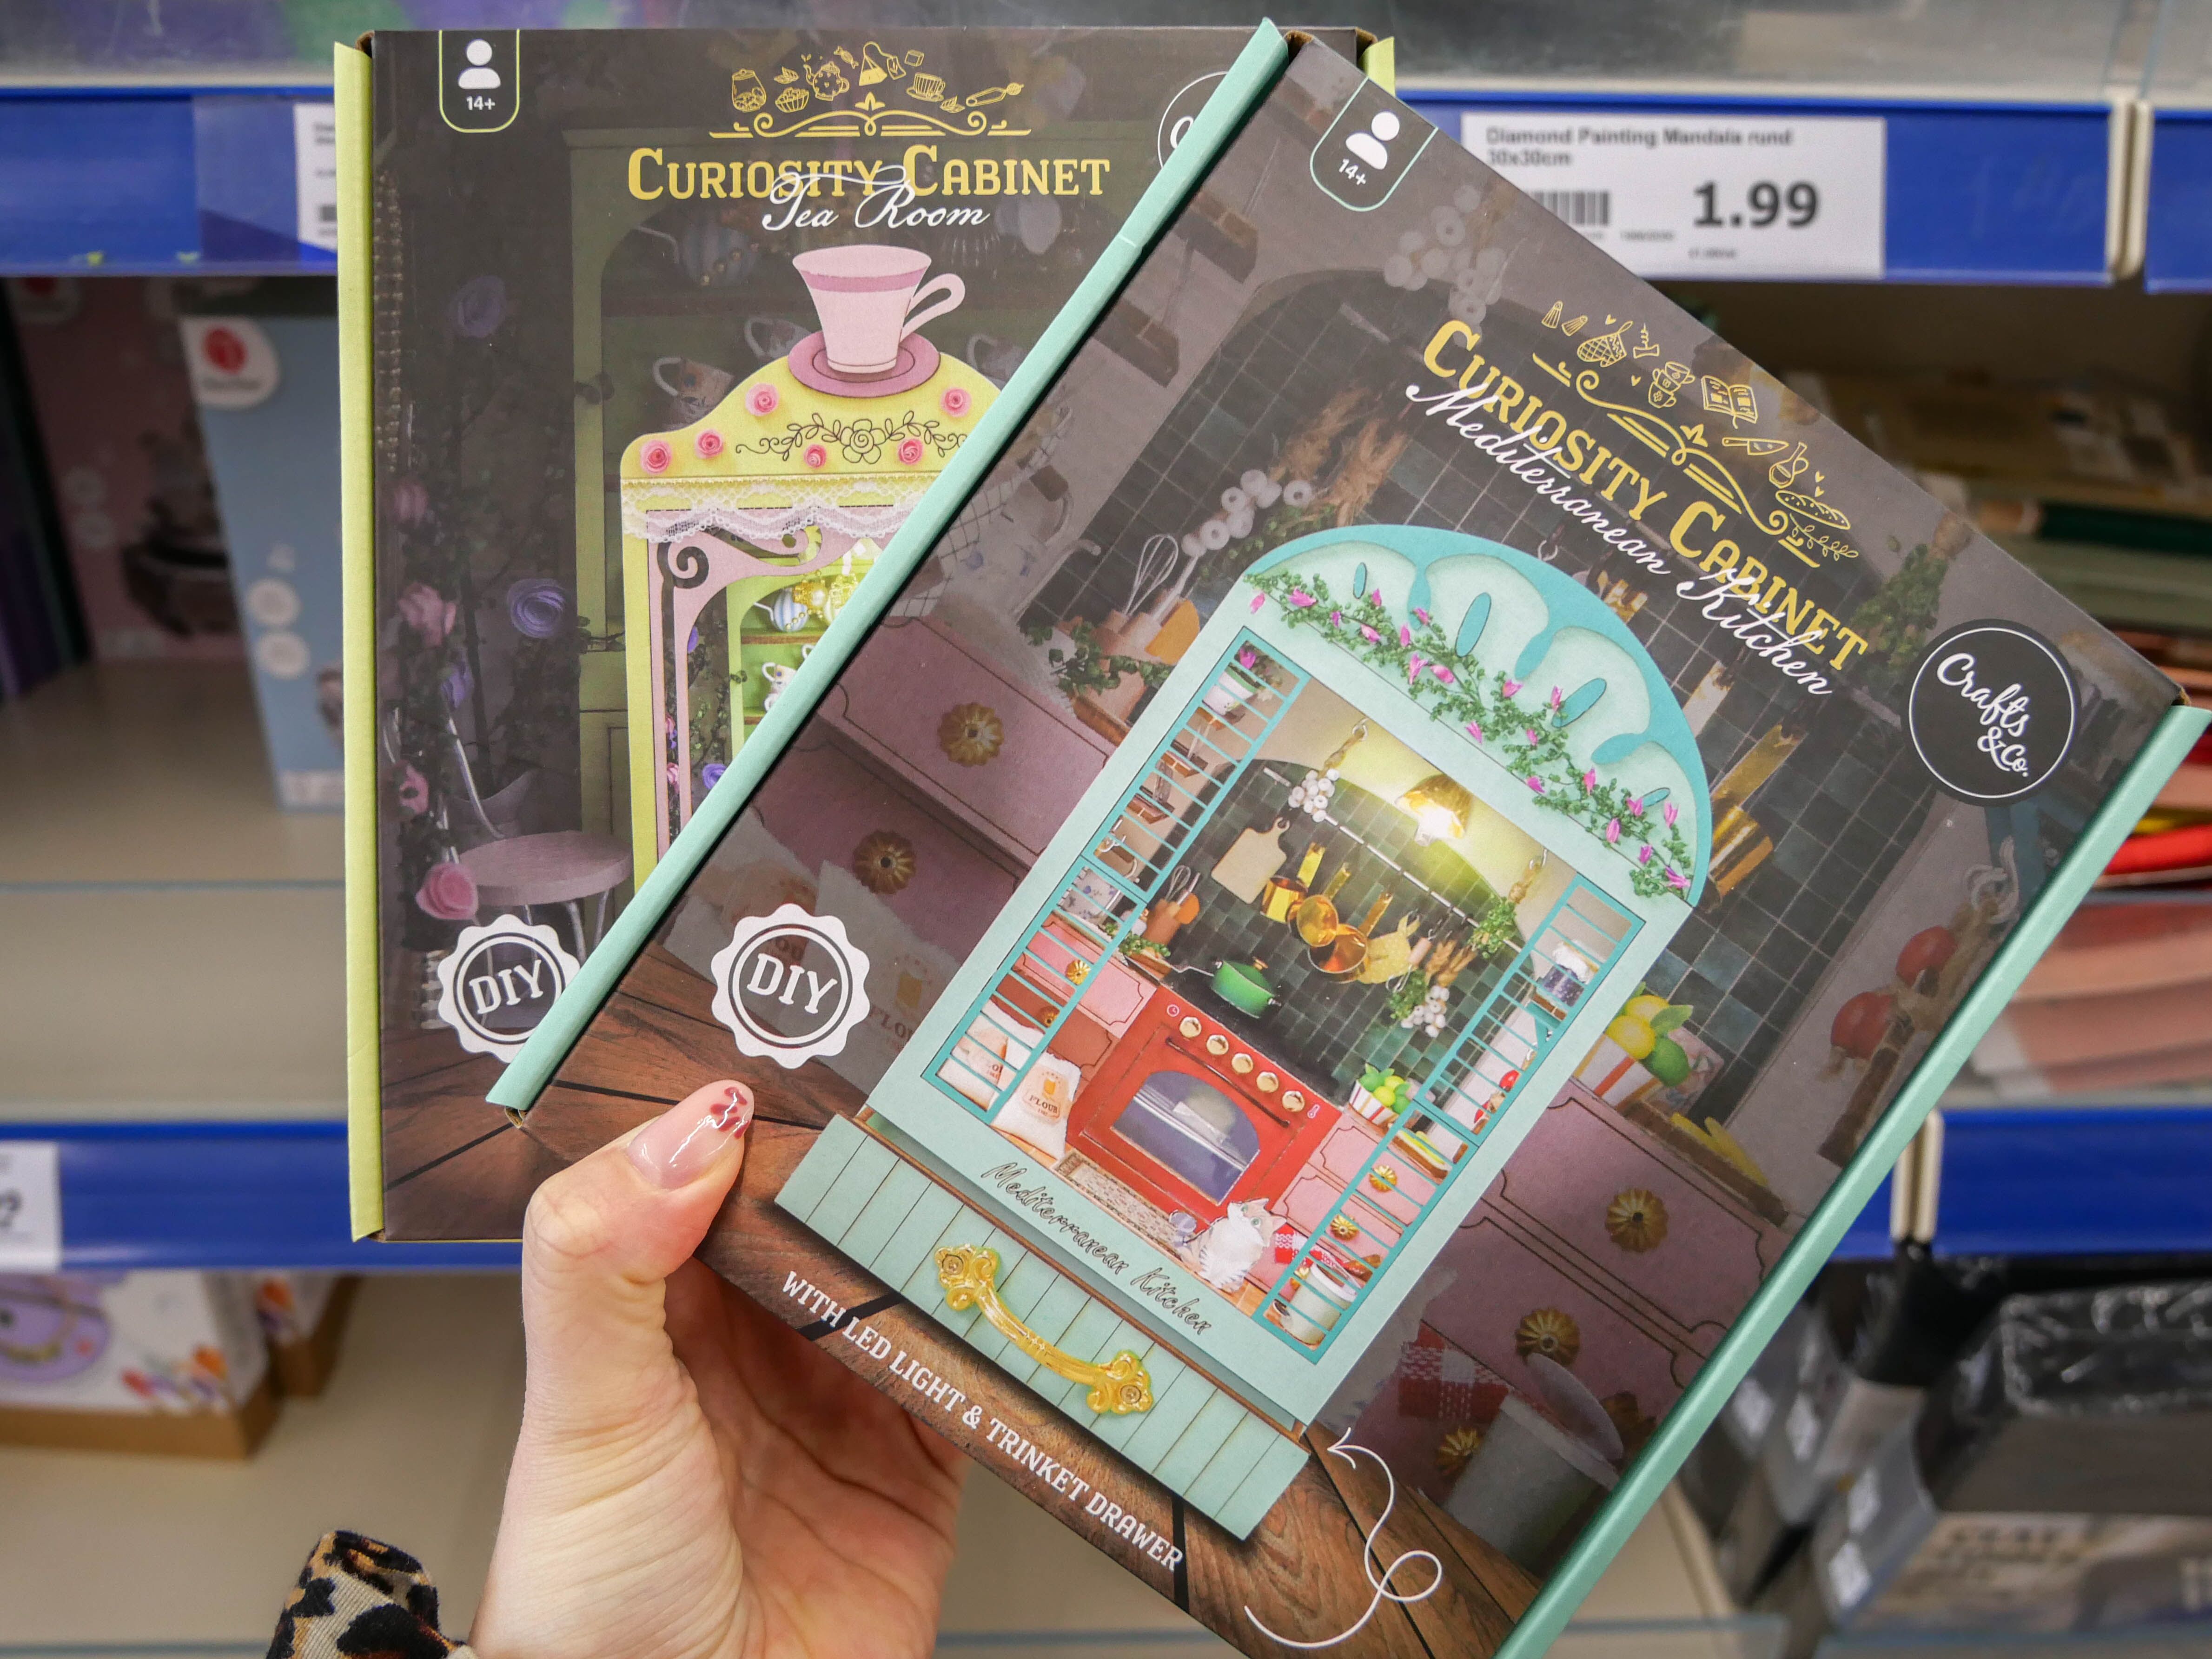 14+
CURIOSITY CABINET
Tea Room
DIY
14+
CURIOSITY CABINET
Mediterranean Kitchen
Crafts
&Co.
DIY
FLOUR
Mediterranean Kitchen
WITH LED LIGHT & TRINKET DRAWER
Diamond Painting Mandala rund
30x30cm
1.99